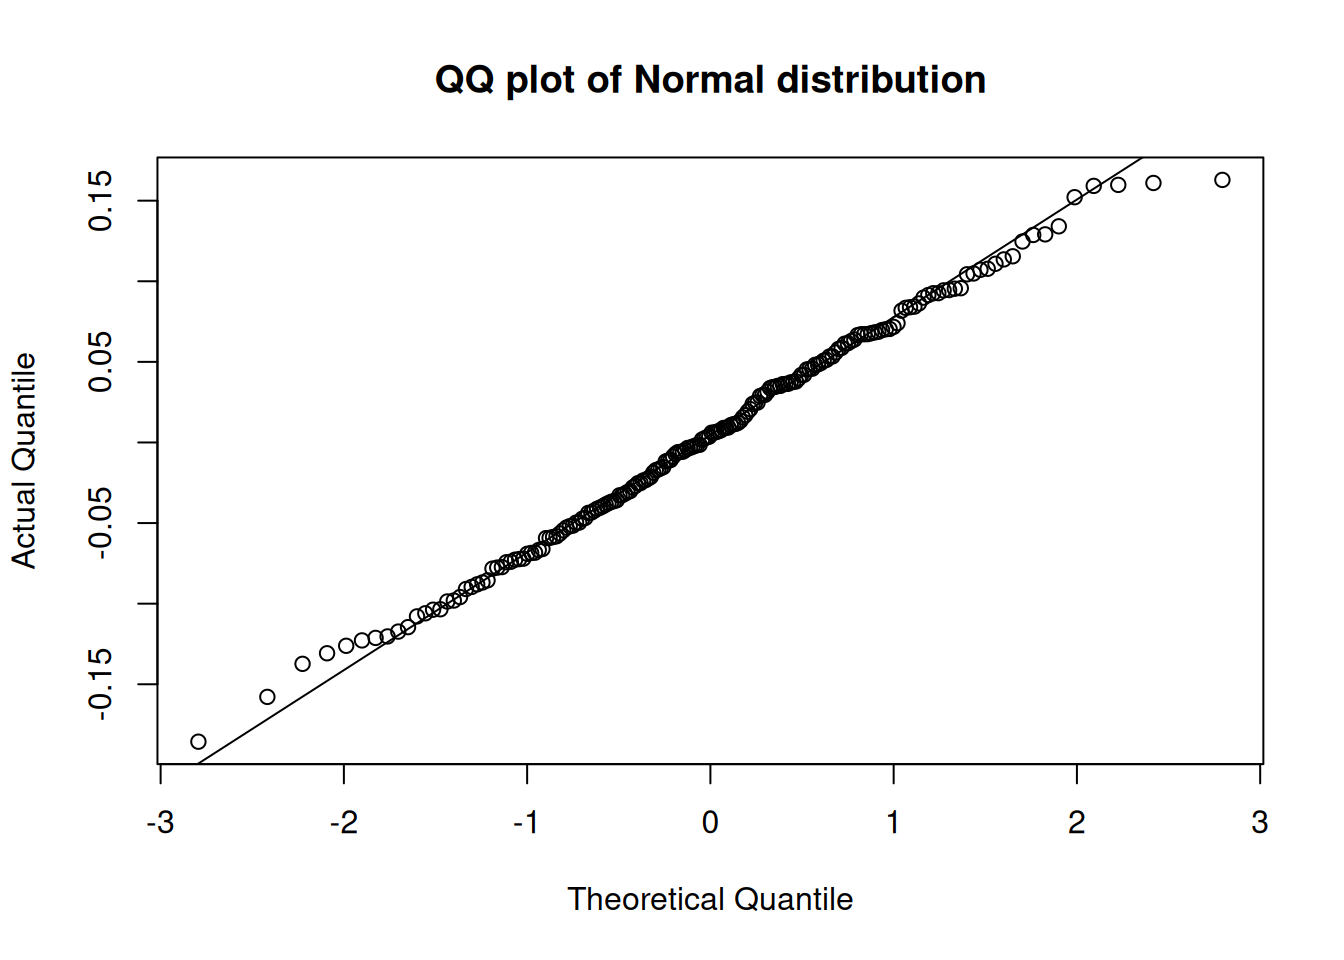 QQ plot of Normal distribution
Actual Quantile
0.15
0.05
-0.05
-0.15
-3 -2 -1 0 1 2 3
Theoretical Quantile